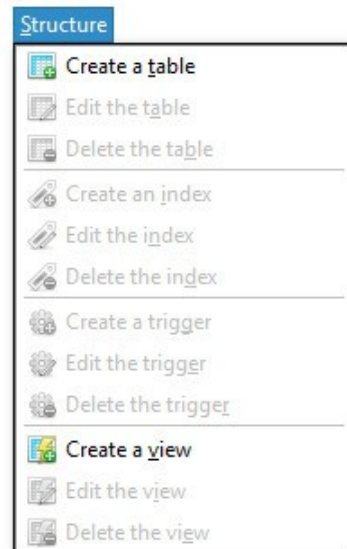 Structure
Create a table
Edit the table
Delete the table
Create an index
Edit the index
Delete the index
Create a trigger
Edit the trigger
Delete the trigger
Create a view
Edit the view
Delete the view